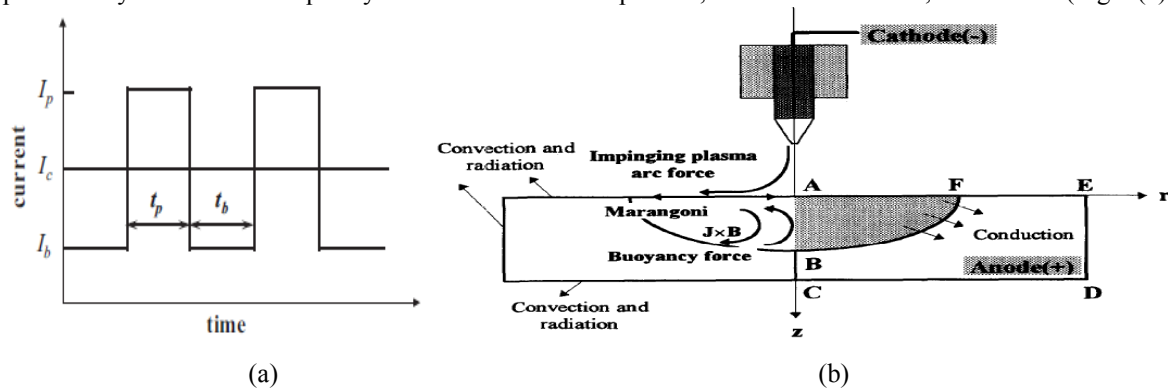 I_p
I_c
I_b
current
t_p
t_b
time
(a)
Cathode(-)
Convection and
radiation
Impinging plasma
arc force
A
F
E
r
Marangoni
J×B
Buoyancy force
Conduction
B
Anode(+)
C
D
Convection and
radiation
z
(b)